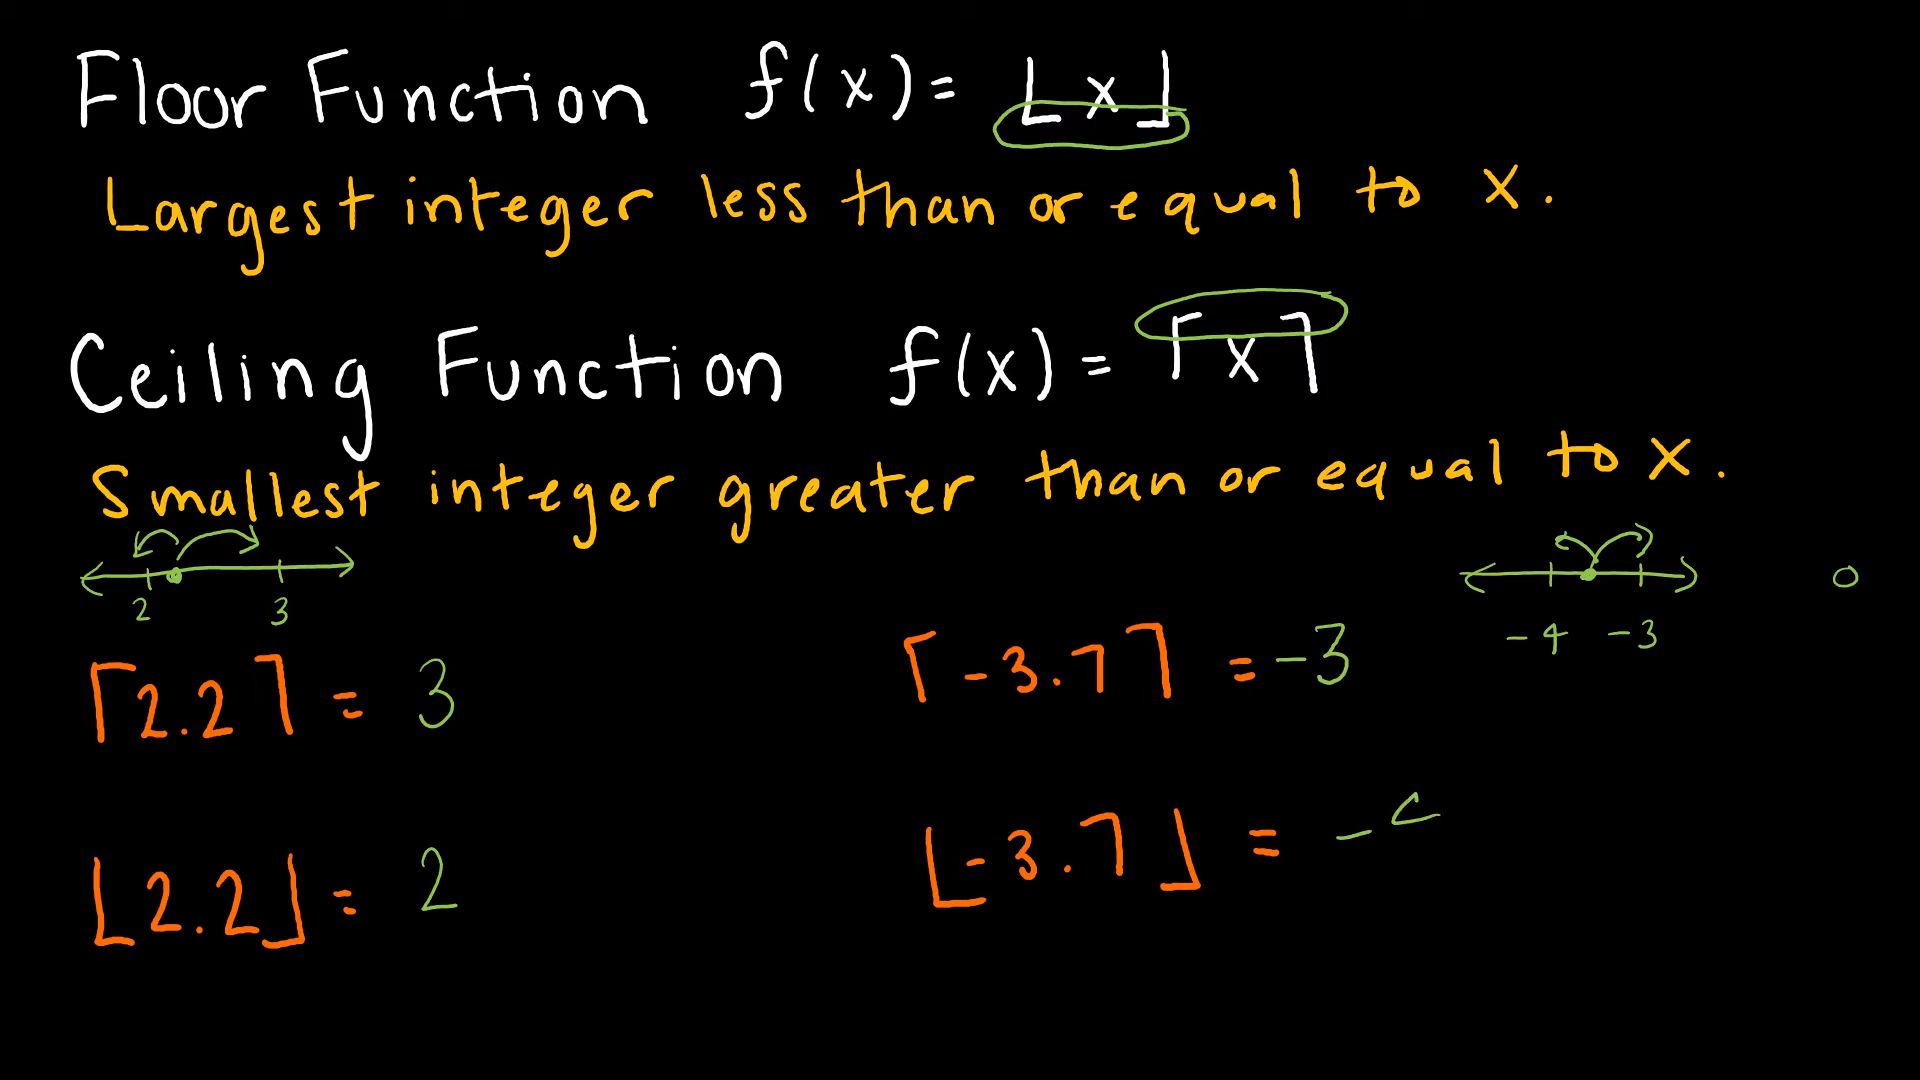 Floor Function f(x) = ⌊x⌋
Largest integer less than or equal to x.
Ceiling Function f(x) = ⌈x⌉
Smallest integer greater than or equal to x.
2 3
-4 -3 0
⌈2.2⌉ = 3
⌈-3.7⌉ = -3
⌊2.2⌋ = 2
⌊-3.7⌋ = -